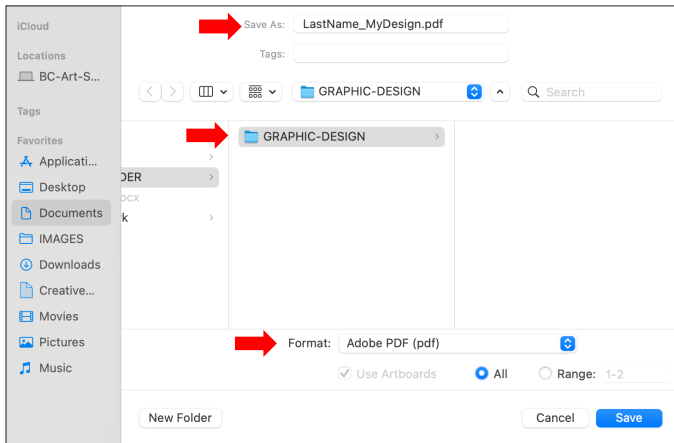 iCloud
Locations
BC-Art-S...
Tags
Favorites
Applicati...
Desktop
Documents
IMAGES
Downloads
Creative...
Movies
Pictures
Music
Save As: LastName_MyDesign.pdf
Tags:
GRAPHIC-DESIGN
Search
DER
ocx
k
GRAPHIC-DESIGN
Format: Adobe PDF (pdf)
Use Artboards All Range: 1-2
New Folder Cancel Save